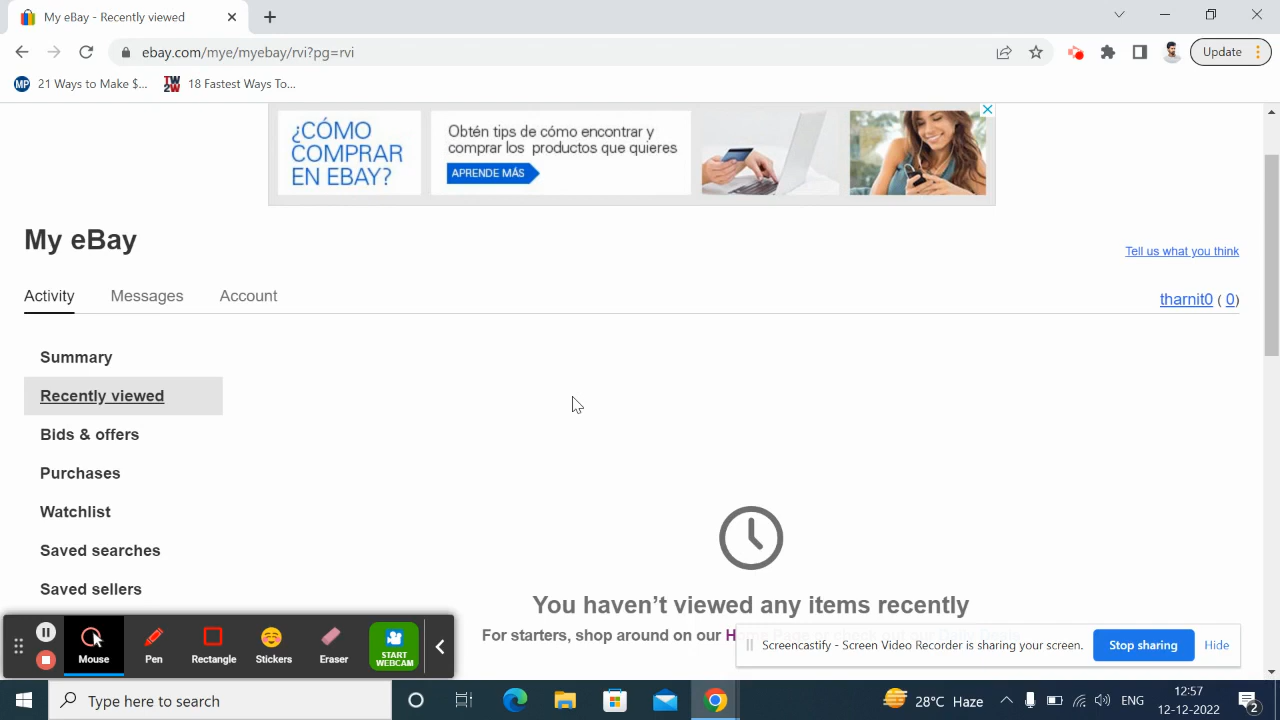 My eBay - Recently viewed
ebay.com/mye/myebay/rvi?pg=rvi
Update
MP 21 Ways to Make $...
18 Fastest Ways To...
¿CÓMO
COMPRAR
EN EBAY?
Obtén tips de cómo encontrar y
comprar los productos que quieres
APRENDE MÁS
My eBay
Tell us what you think
Activity Messages Account
tharnit0 ( 0)
Summary
Recently viewed
Bids & offers
Purchases
Watchlist
Saved searches
Saved sellers
You haven’t viewed any items recently
For starters, shop around on our
Mouse Pen Rectangle Stickers Eraser
START
WEBCAM
Screencastify - Screen Video Recorder is sharing your screen. Stop sharing Hide
Type here to search
28°C Haze
ENG
12:57
12-12-2022
2